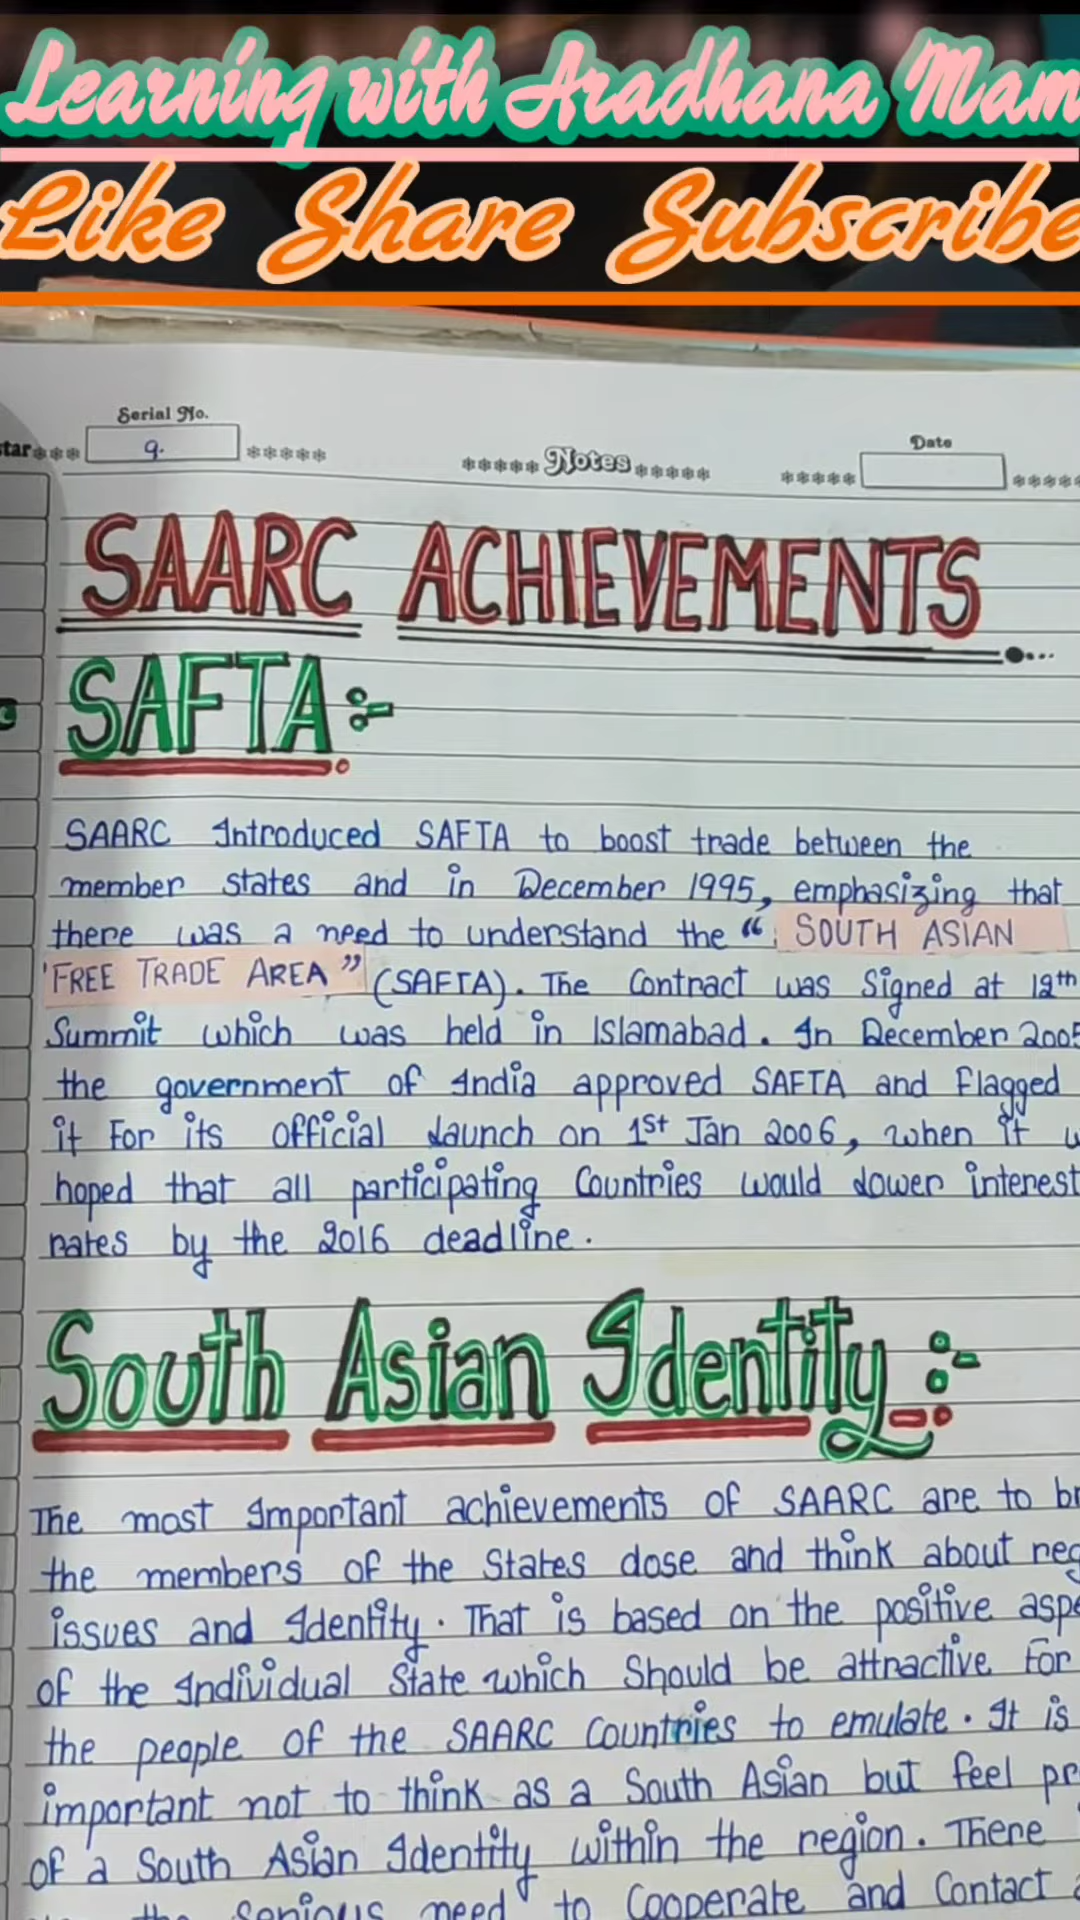 Learning with Aradhana Mam
Like Share Subscribe
Serial No.
star
9.
Notes
Date
SAARC ACHIEVEMENTS
SAFTA :-
SAARC Introduced SAFTA to boost trade between the
member states and in December 1995, emphasizing that
there was a need to understand the " SOUTH ASIAN
'FREE TRADE AREA" (SAFTA). The Contract was Signed at 12th
Summit which was held in Islamabad. In December 2005
the government of India approved SAFTA and Flagged
it For its official launch on 1st Jan 2006, when it
hoped that all participating Countries would lower interest
rates by the 2016 deadline.
South Asian Identity :-
The most Important achievements of SAARC are to
the members of the States dose and think about
issues and Identity. That is based on the positive
of the Individual State which Should be attractive For
the people of the SAARC Countries to emulate. It is
important not to think as a South Asian but feel
of a South Asian Identity within the region. There
the serious need to Cooperate and Contact